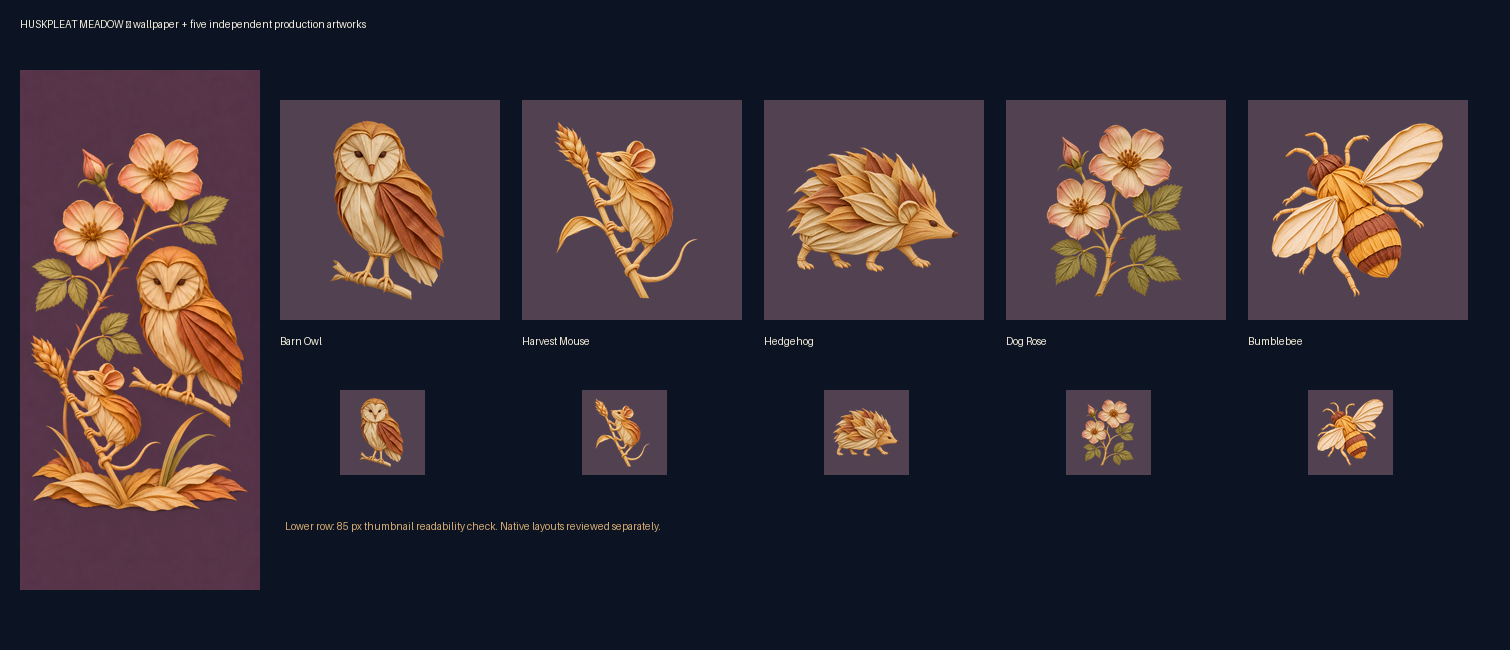 HUSKPLEAT MEADOW □ wallpaper + five independent production artworks
Barn Owl
Harvest Mouse
Hedgehog
Dog Rose
Bumblebee
Lower row: 85 px thumbnail readability check. Native layouts reviewed separately.